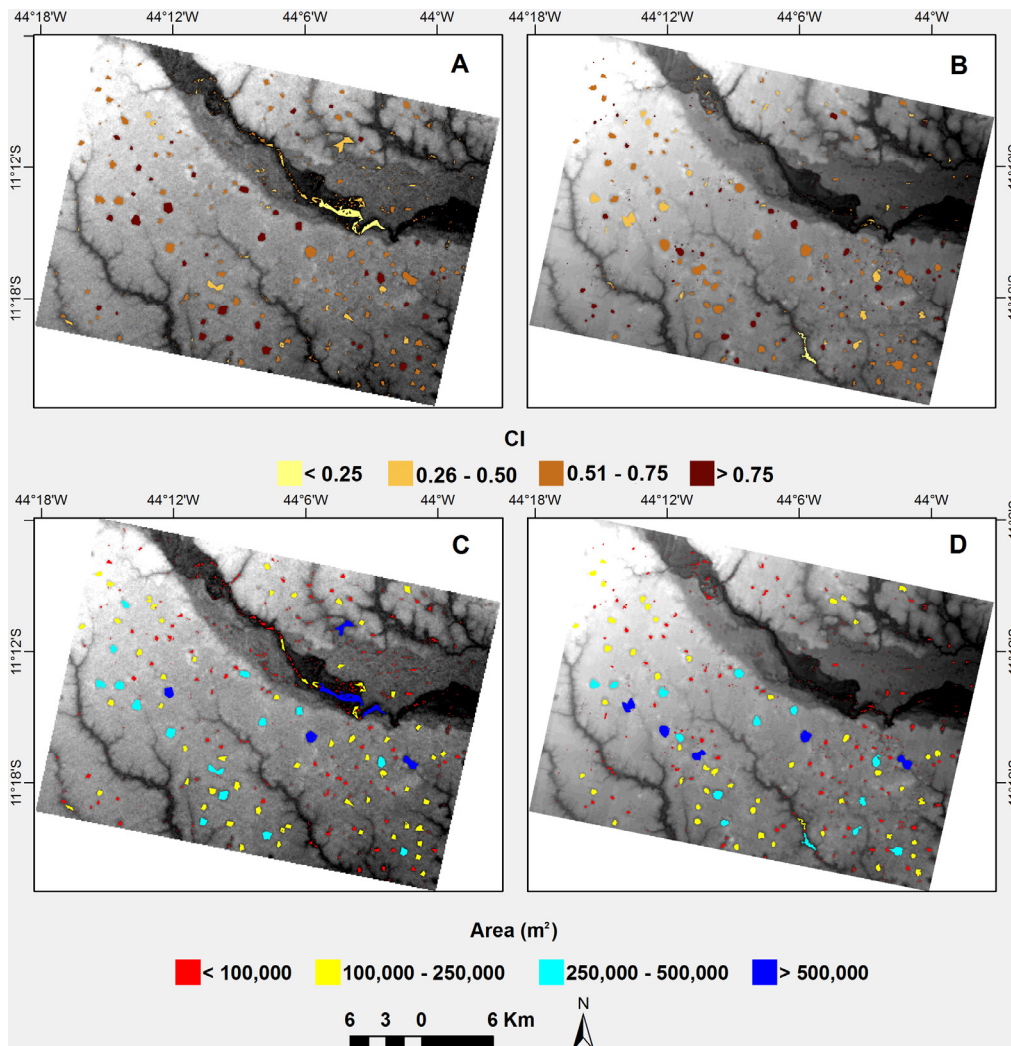 44°18'W 44°12'W 44°6'W 44°W 44°18'W 44°12'W 44°6'W 44°W
A B
11°12'S
11°18'S
CI
< 0.25 0.26 - 0.50 0.51 - 0.75 > 0.75
44°18'W 44°12'W 44°6'W 44°W 44°18'W 44°12'W 44°6'W 44°W
C D
11°12'S
11°18'S
Area (m²)
< 100,000 100,000 - 250,000 250,000 - 500,000 > 500,000
6 3 0 6 Km
N